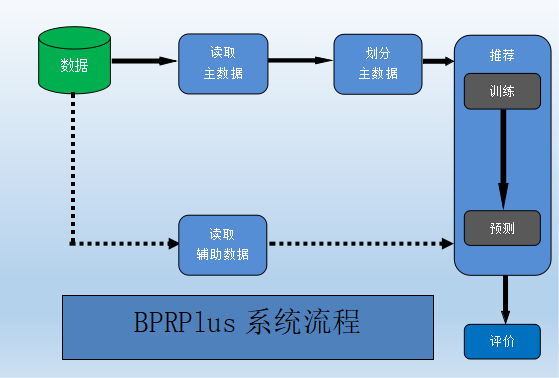 数据
读取
主数据
划分
主数据
推荐
训练
预测
读取
辅助数据
BPRPlus 系统流程
评价